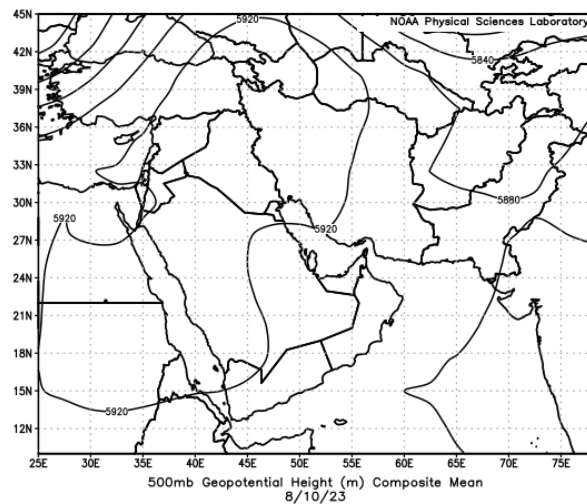 NOAA Physical Sciences Laboratory
45N
5920
42N
5840
39N
36N
33N
5880
30N
5920
5920
27N
24N
21N
18N
15N
5920
12N
25E 30E 35E 40E 45E 50E 55E 60E 65E 70E 75E
500mb Geopotential Height (m) Composite Mean
8/10/23